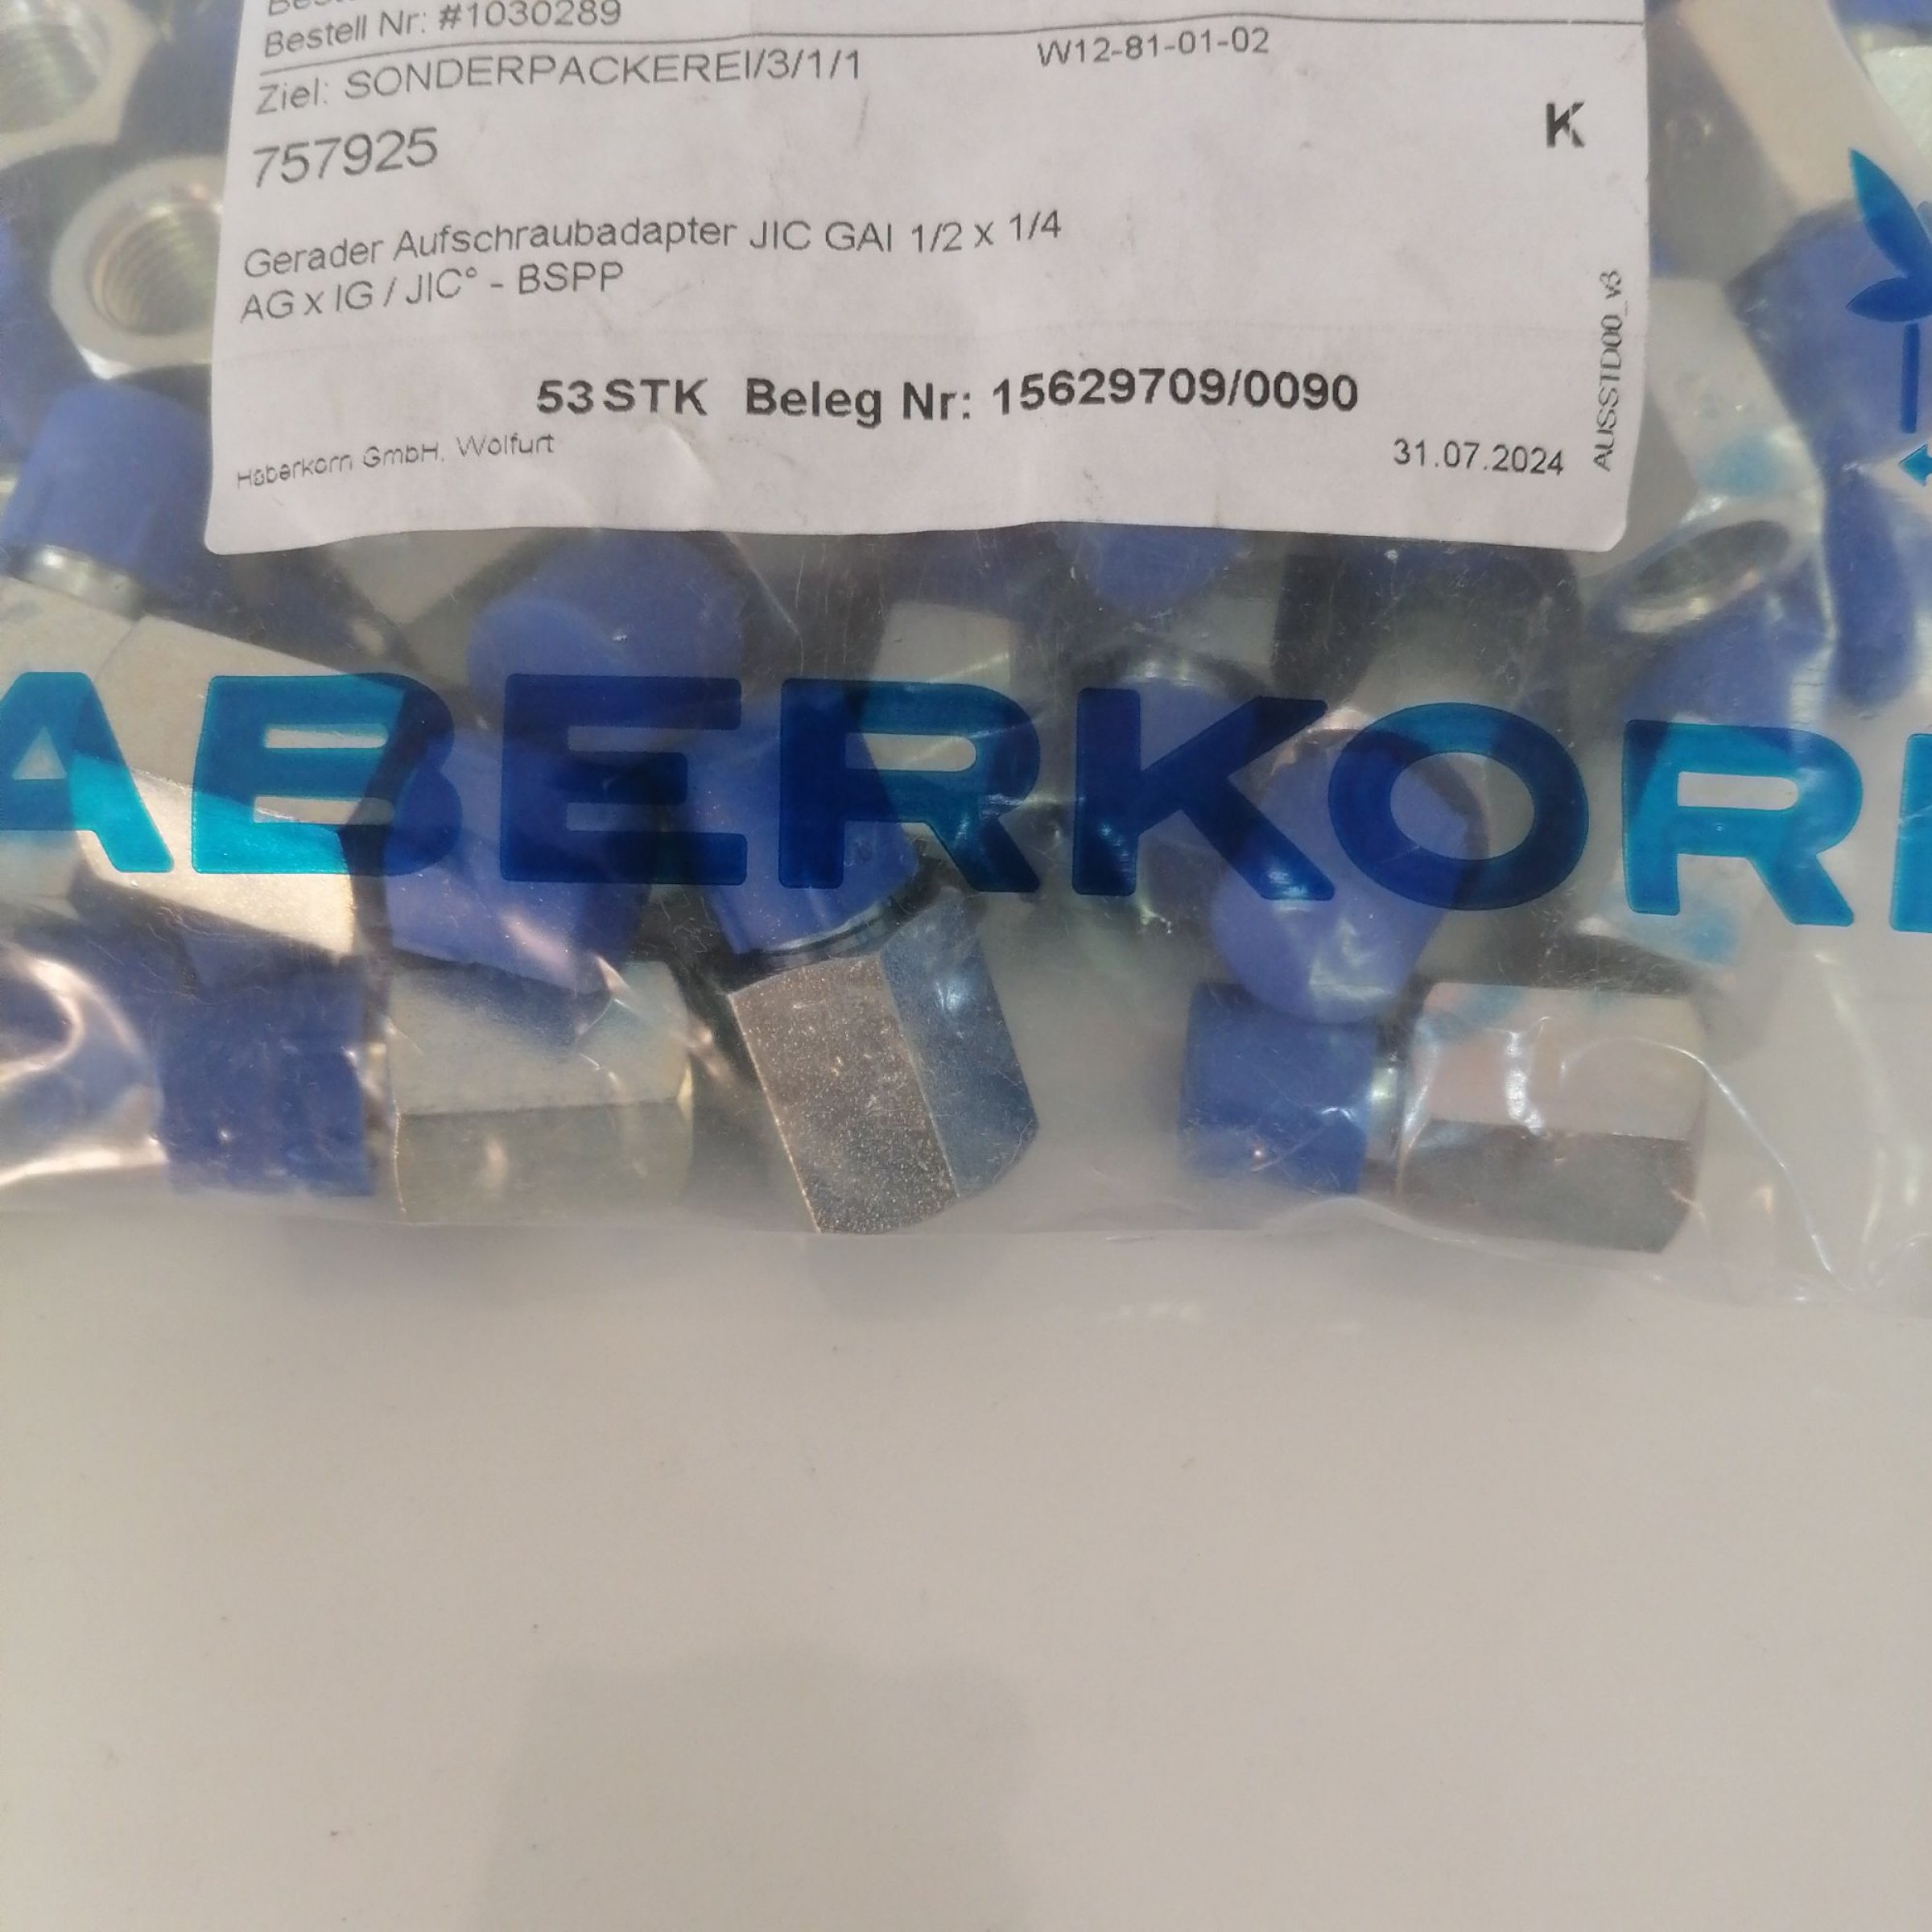 Bestell Nr: #1030289
Ziel: SONDERPACKEREI/3/1/1 W12-81-01-02
K
757925
Gerader Aufschraubadapter JIC GAI 1/2 x 1/4
AG x IG / JIC° - BSPP
53 STK Beleg Nr: 15629709/0090
Haberkorn GmbH, Wolfurt
31.07.2024
AUSSTD00_v3
ABERKOR